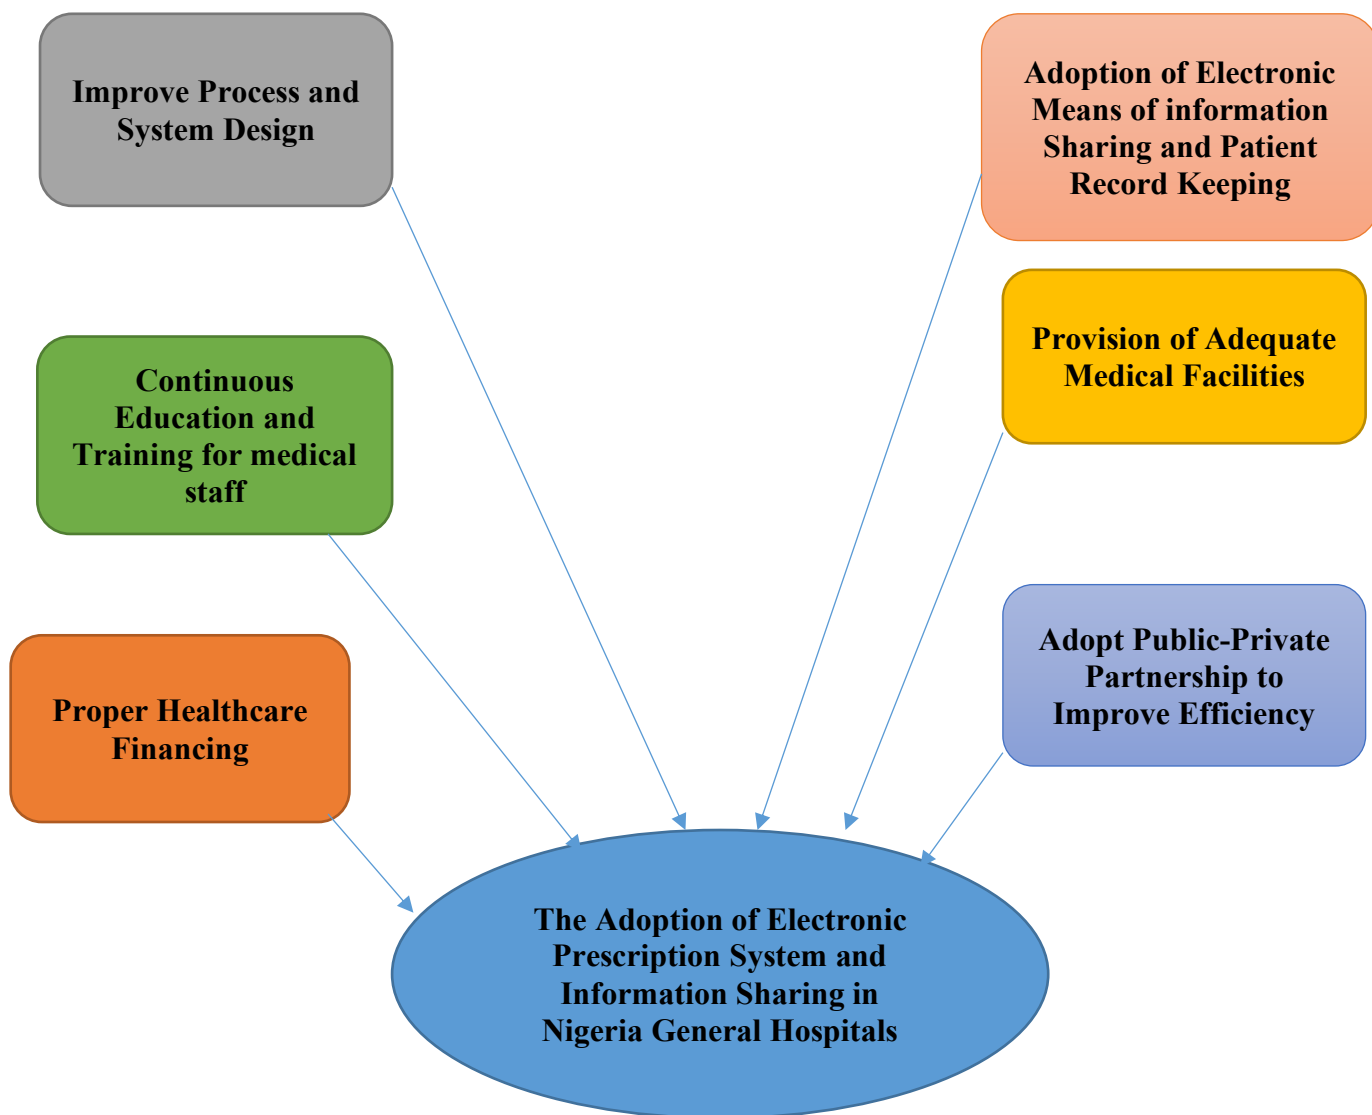 Improve Process and
System Design
Adoption of Electronic
Means of information
Sharing and Patient
Record Keeping
Provision of Adequate
Medical Facilities
Continuous
Education and
Training for medical
staff
Adopt Public-Private
Partnership to
Improve Efficiency
Proper Healthcare
Financing
The Adoption of Electronic
Prescription System and
Information Sharing in
Nigeria General Hospitals